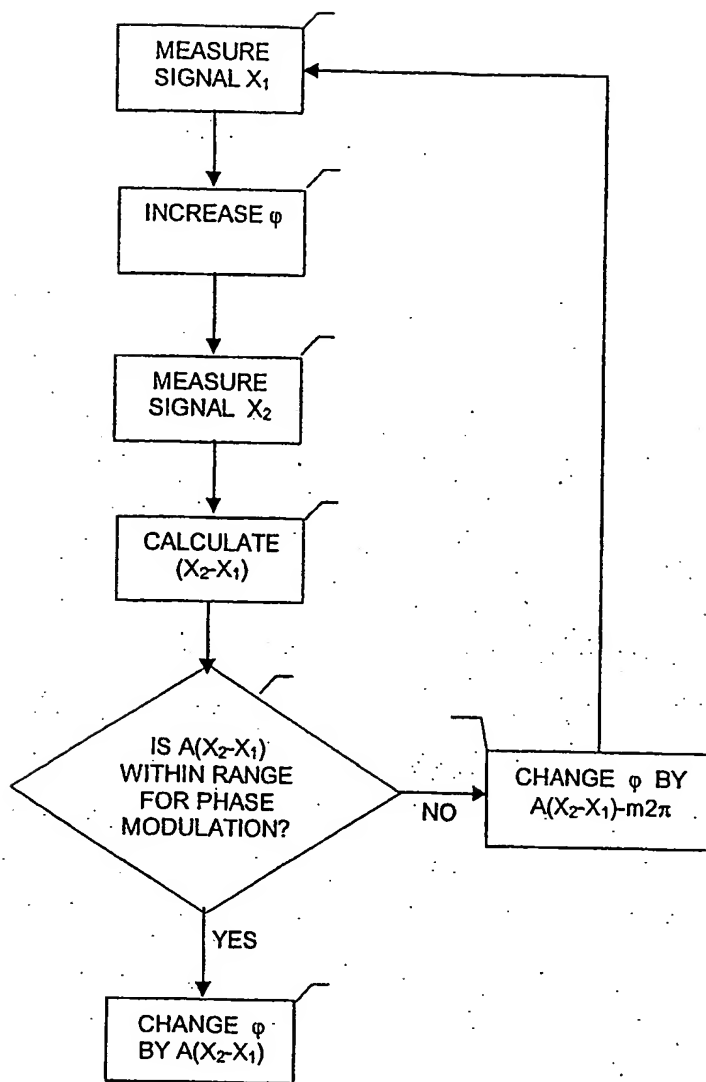 MEASURE
SIGNAL X₁
INCREASE φ
MEASURE
SIGNAL X₂
CALCULATE
(X₂-X₁)
IS A(X₂-X₁)
WITHIN RANGE
FOR PHASE
MODULATION?
NO
CHANGE φ BY
A(X₂-X₁)-m2π
YES
CHANGE φ
BY A(X₂-X₁)